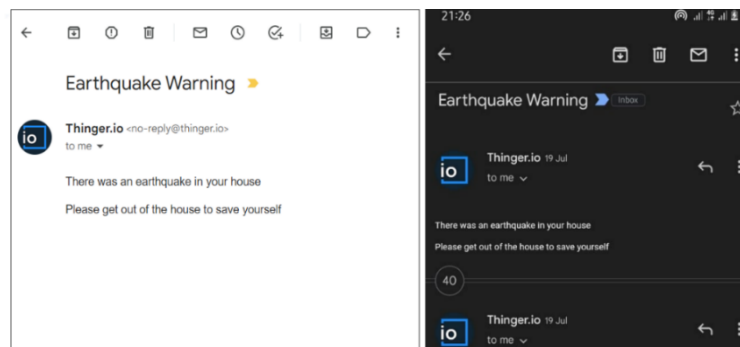 Earthquake Warning
io
Thinger.io <no-reply@thinger.io>
to me
There was an earthquake in your house
Please get out of the house to save yourself
21:26
Earthquake Warning Inbox
io
Thinger.io 19 Jul
to me
There was an earthquake in your house
Please get out of the house to save yourself
40
io
Thinger.io 19 Jul
to me